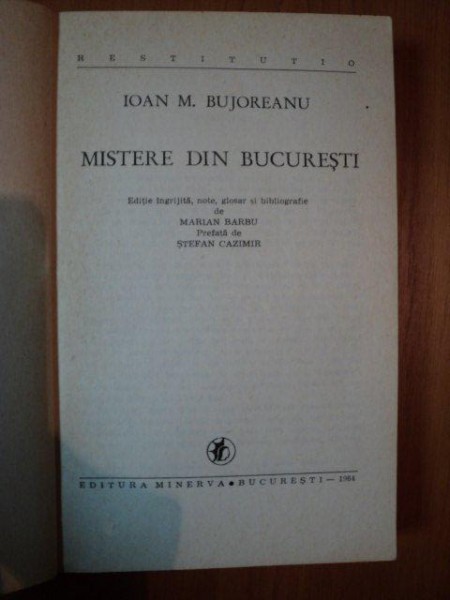 RESTITUTIO
IOAN M. BUJOREANU
MISTERE DIN BUCUREȘTI
Ediție îngrijită, note, glosar și bibliografie
de
MARIAN BARBU
Prefață de
ȘTEFAN CAZIMIR
EDITURA MINERVA • BUCUREȘTI — 1984